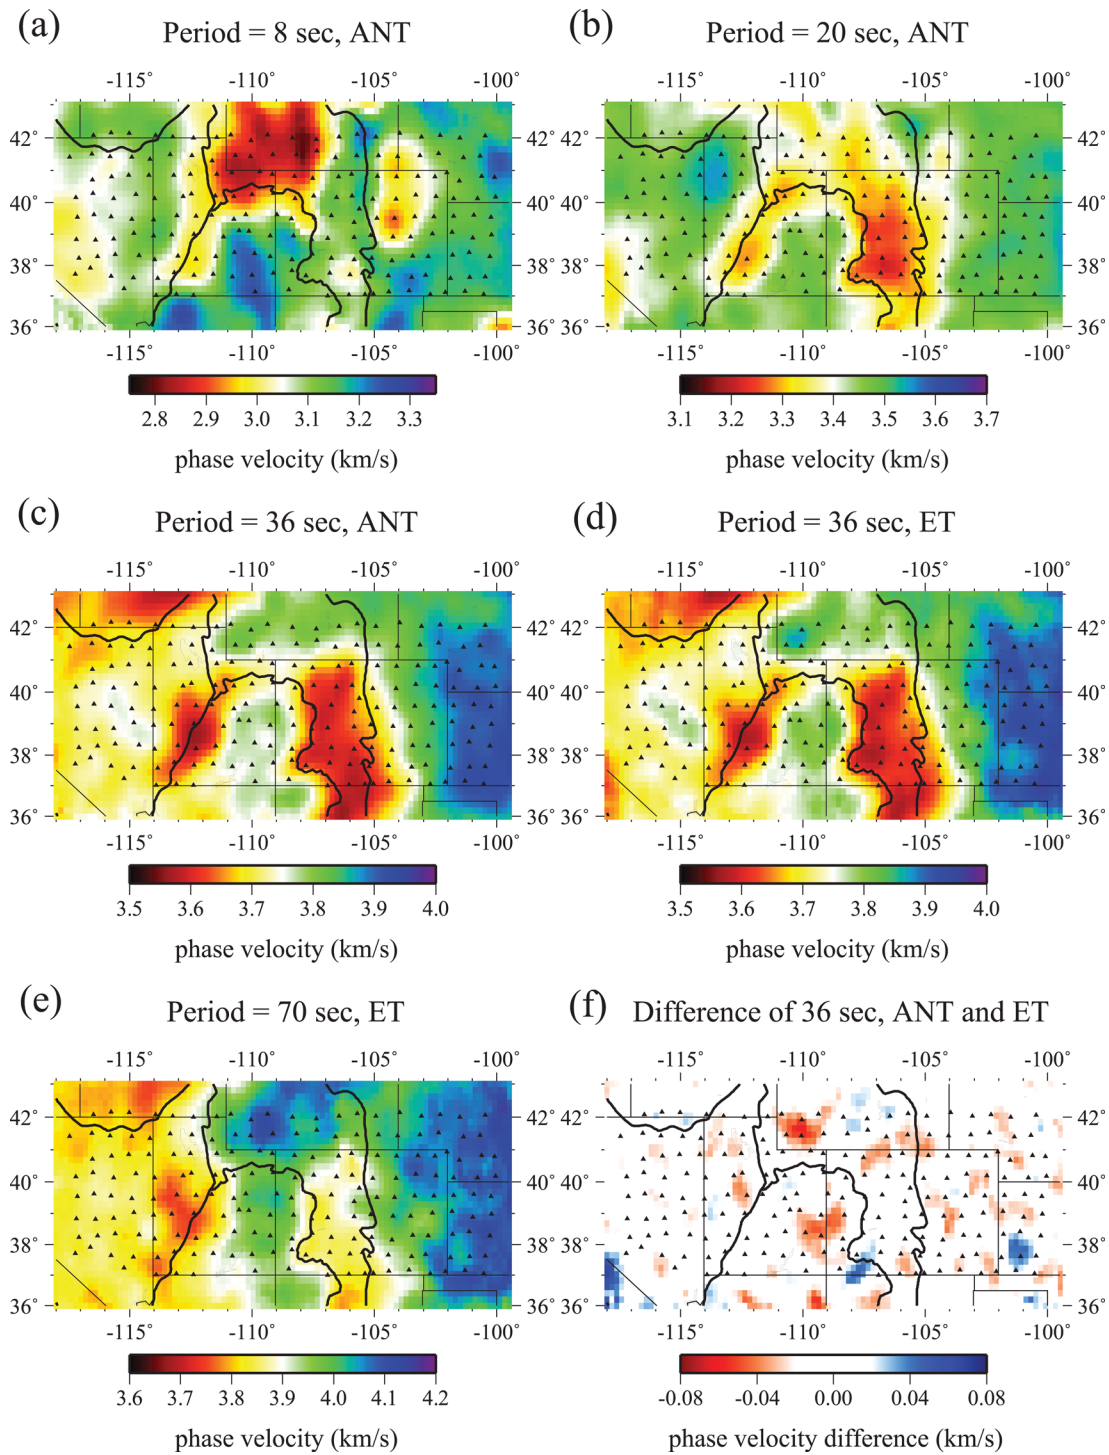 (a) Period = 8 sec, ANT
-115° -110° -105° -100°
42°
40°
38°
36°
-115° -110° -105° -100°
2.8 2.9 3.0 3.1 3.2 3.3
phase velocity (km/s)
(b) Period = 20 sec, ANT
-115° -110° -105° -100°
42° 42°
40° 40°
38° 38°
36° 36°
-115° -110° -105° -100°
3.1 3.2 3.3 3.4 3.5 3.6 3.7
phase velocity (km/s)
(c) Period = 36 sec, ANT
-115° -110° -105° -100°
42°
40°
38°
36°
-115° -110° -105° -100°
3.5 3.6 3.7 3.8 3.9 4.0
phase velocity (km/s)
(d) Period = 36 sec, ET
-115° -110° -105° -100°
42° 42°
40° 40°
38° 38°
36° 36°
-115° -110° -105° -100°
3.5 3.6 3.7 3.8 3.9 4.0
phase velocity (km/s)
(e) Period = 70 sec, ET
-115° -110° -105° -100°
42°
40°
38°
36°
-115° -110° -105° -100°
3.6 3.7 3.8 3.9 4.0 4.1 4.2
phase velocity (km/s)
(f) Difference of 36 sec, ANT and ET
-115° -110° -105° -100°
42° 42°
40° 40°
38° 38°
36° 36°
-115° -110° -105° -100°
-0.08 -0.04 0.00 0.04 0.08
phase velocity difference (km/s)